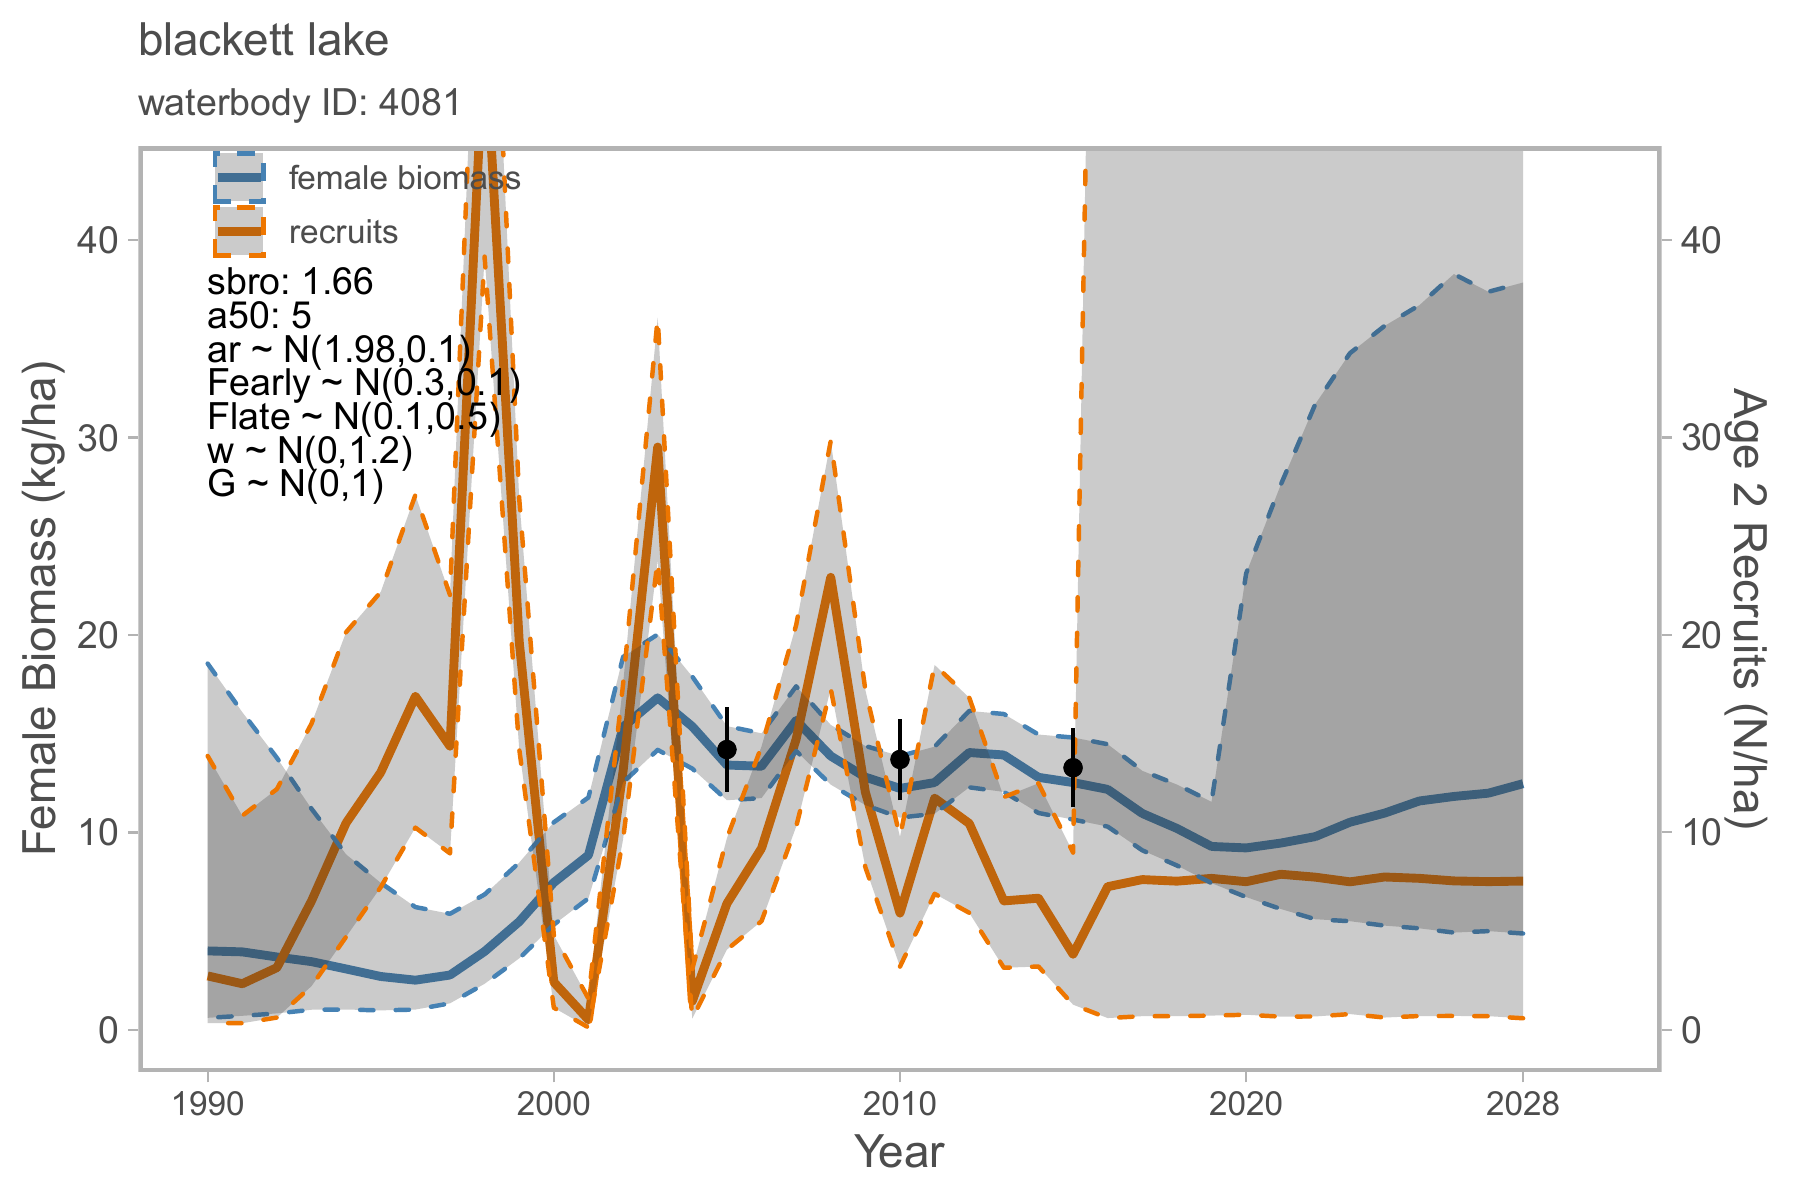 blackett lake
waterbody ID: 4081
female biomass
recruits
sbro: 1.66
a50: 5
ar ~ N(1.98,0.1)
Fearly ~ N(0.3,0.1)
Flate ~ N(0.1,0.5)
w ~ N(0,1.2)
G ~ N(0,1)
Female Biomass (kg/ha)
40
30
20
10
0
40
30
20
10
0
Age 2 Recruits (N/ha)
1990 2000 2010 2020 2028
Year